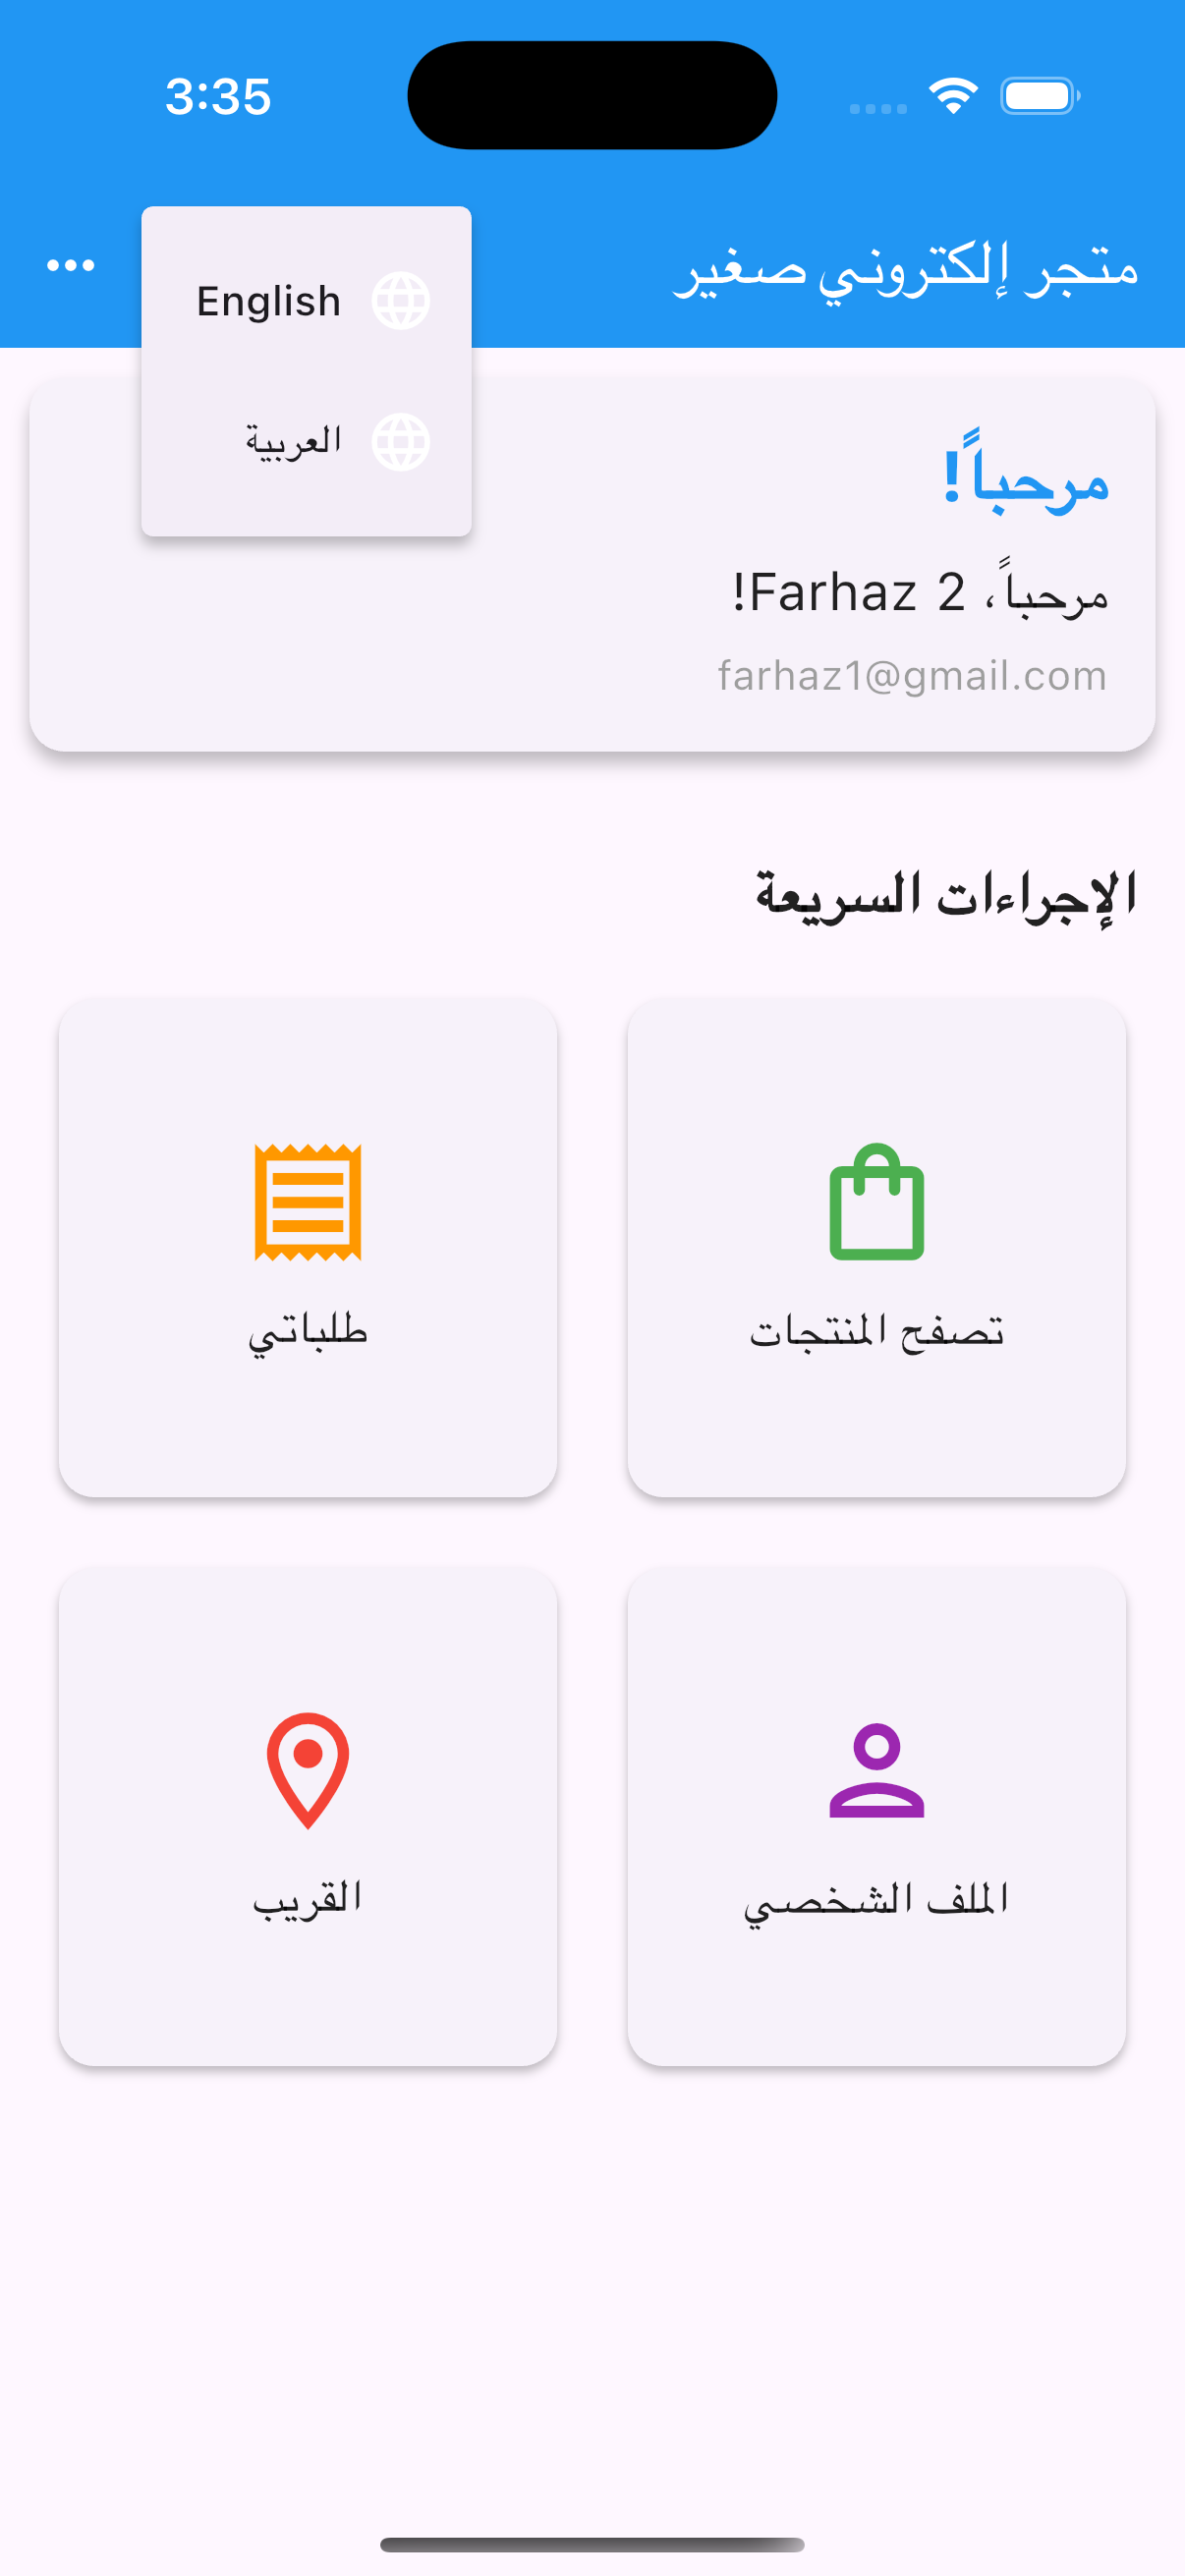 3:35
متجر إلكتروني صغير
English
العربية
مرحباً!
مرحباً، Farhaz 2!
farhaz1@gmail.com
الإجراءات السريعة
تصفح المنتجات
طلباتي
الملف الشخصي
القريب